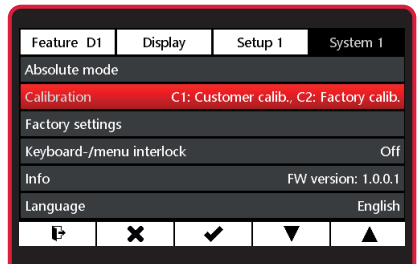 Feature D1 Display Setup 1 System 1
Absolute mode
Calibration C1: Customer calib., C2: Factory calib.
Factory settings
Keyboard-/menu interlock Off
Info FW version: 1.0.0.1
Language English